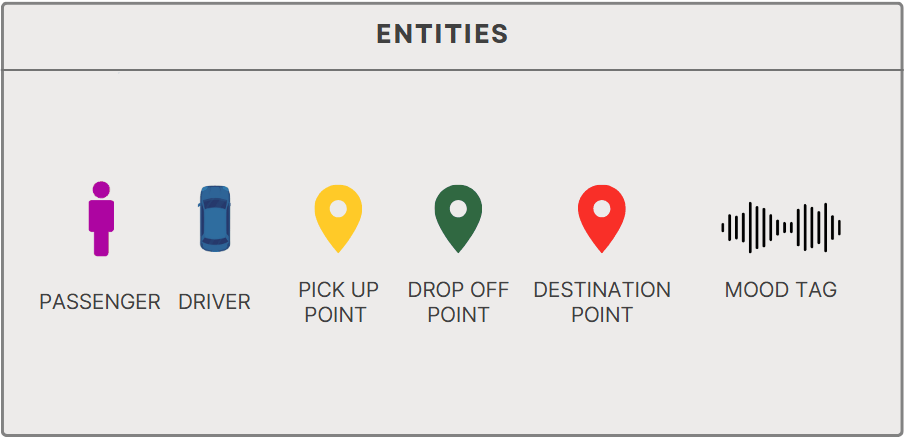 ENTITIES
PASSENGER
DRIVER
PICK UP
POINT
DROP OFF
POINT
DESTINATION
POINT
MOOD TAG